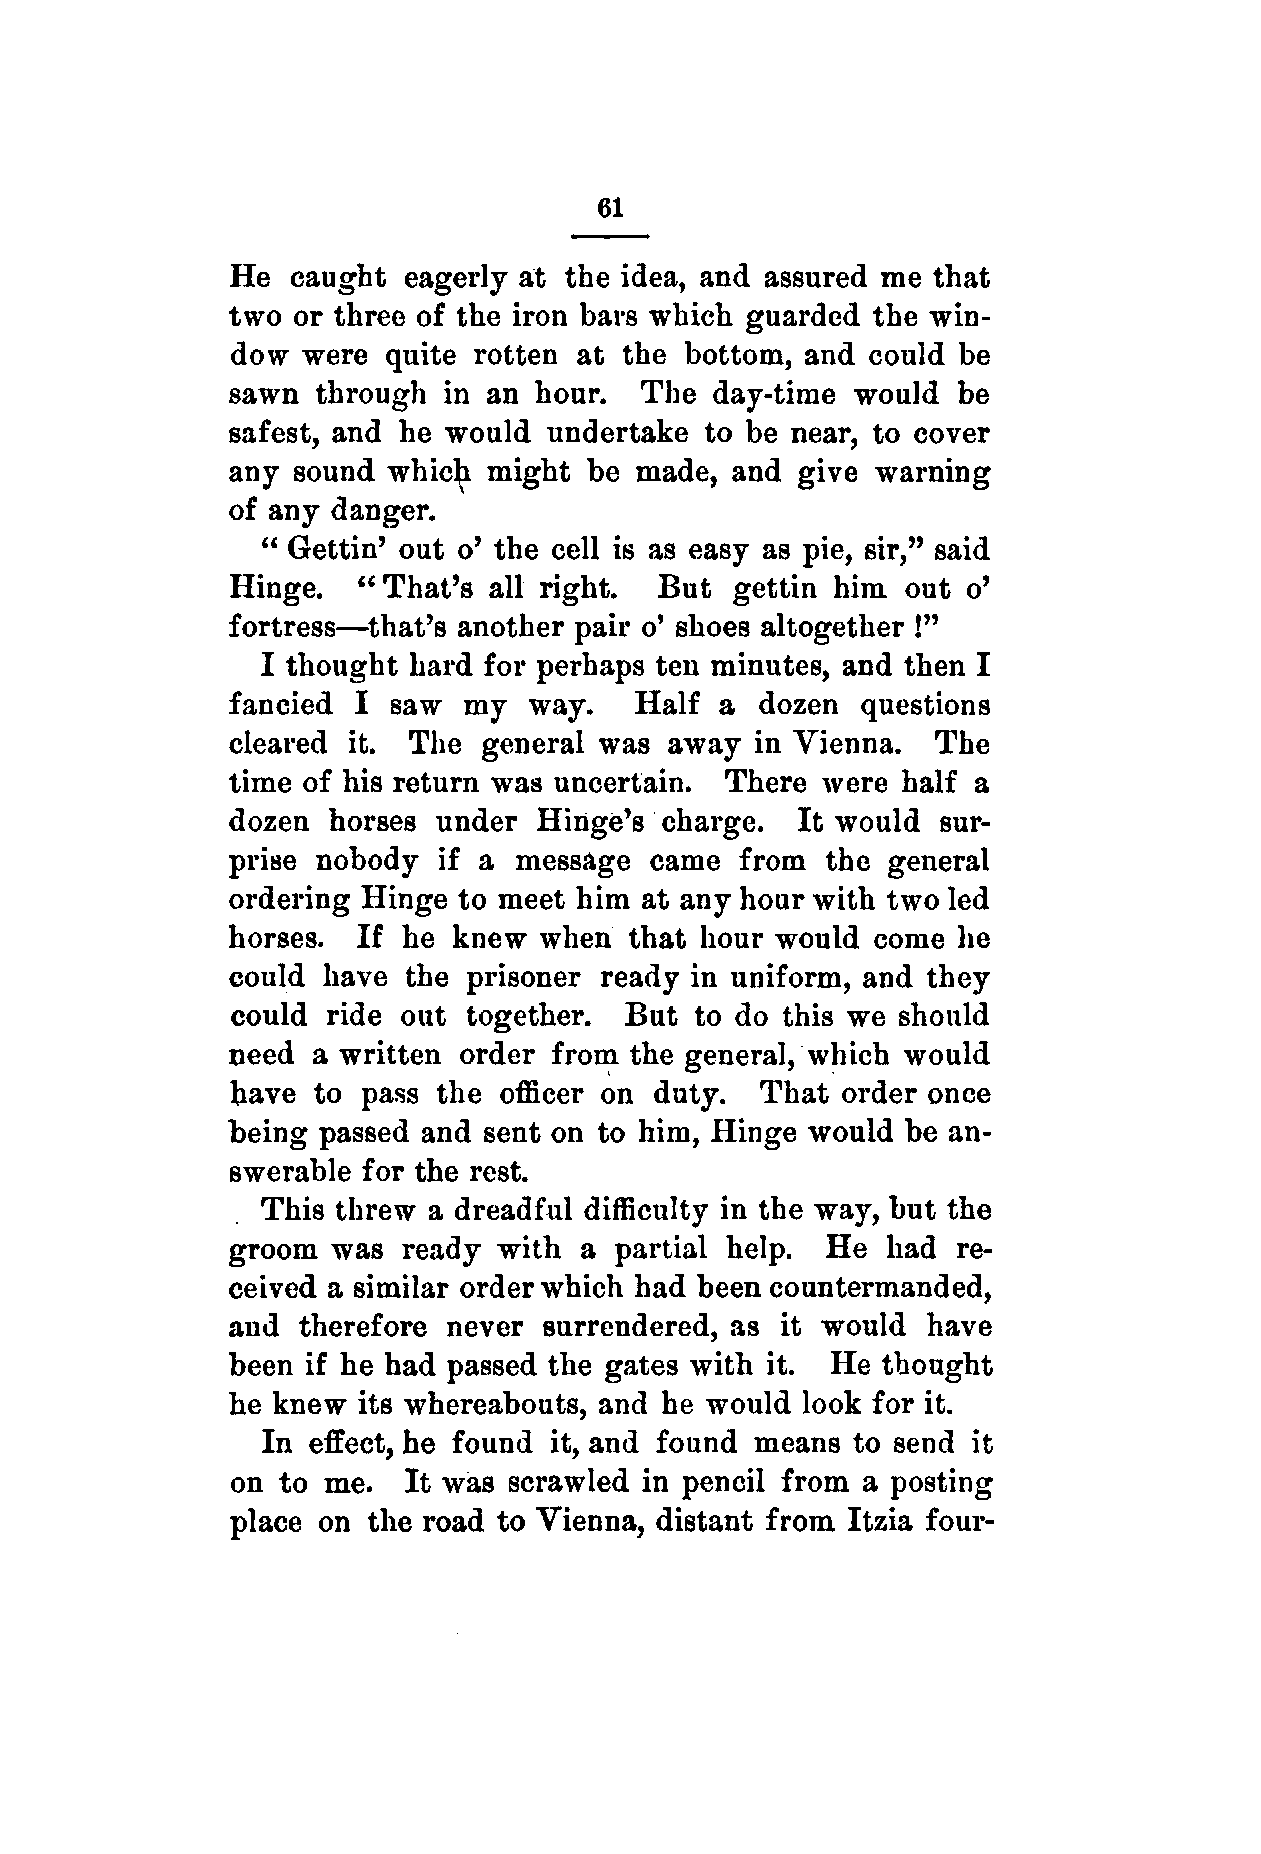 61
He caught eagerly at the idea, and assured me that
two or three of the iron bars which guarded the win-
dow were quite rotten at the bottom, and could be
sawn through in an hour. The day-time would be
safest, and he would undertake to be near, to cover
any sound which might be made, and give warning
of any danger.
“ Gettin’ out o’ the cell is as easy as pie, sir,” said
Hinge. “ That’s all right. But gettin him out o’
fortress—that’s another pair o’ shoes altogether !”
I thought hard for perhaps ten minutes, and then I
fancied I saw my way. Half a dozen questions
cleared it. The general was away in Vienna. The
time of his return was uncertain. There were half a
dozen horses under Hinge’s charge. It would sur-
prise nobody if a message came from the general
ordering Hinge to meet him at any hour with two led
horses. If he knew when that hour would come he
could have the prisoner ready in uniform, and they
could ride out together. But to do this we should
need a written order from the general, which would
have to pass the officer on duty. That order once
being passed and sent on to him, Hinge would be an-
swerable for the rest.
This threw a dreadful difficulty in the way, but the
groom was ready with a partial help. He had re-
ceived a similar order which had been countermanded,
and therefore never surrendered, as it would have
been if he had passed the gates with it. He thought
he knew its whereabouts, and he would look for it.
In effect, he found it, and found means to send it
on to me. It was scrawled in pencil from a posting
place on the road to Vienna, distant from Itzia four-